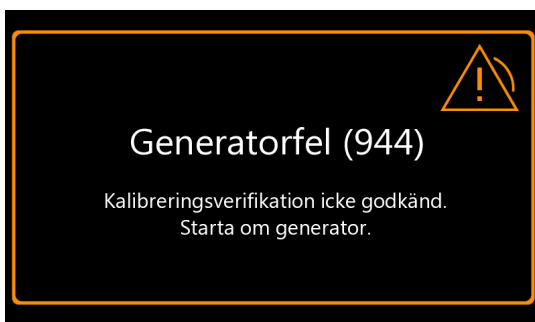 Generatorfel (944)
Kalibreringsverifikation icke godkänd.
Starta om generator.